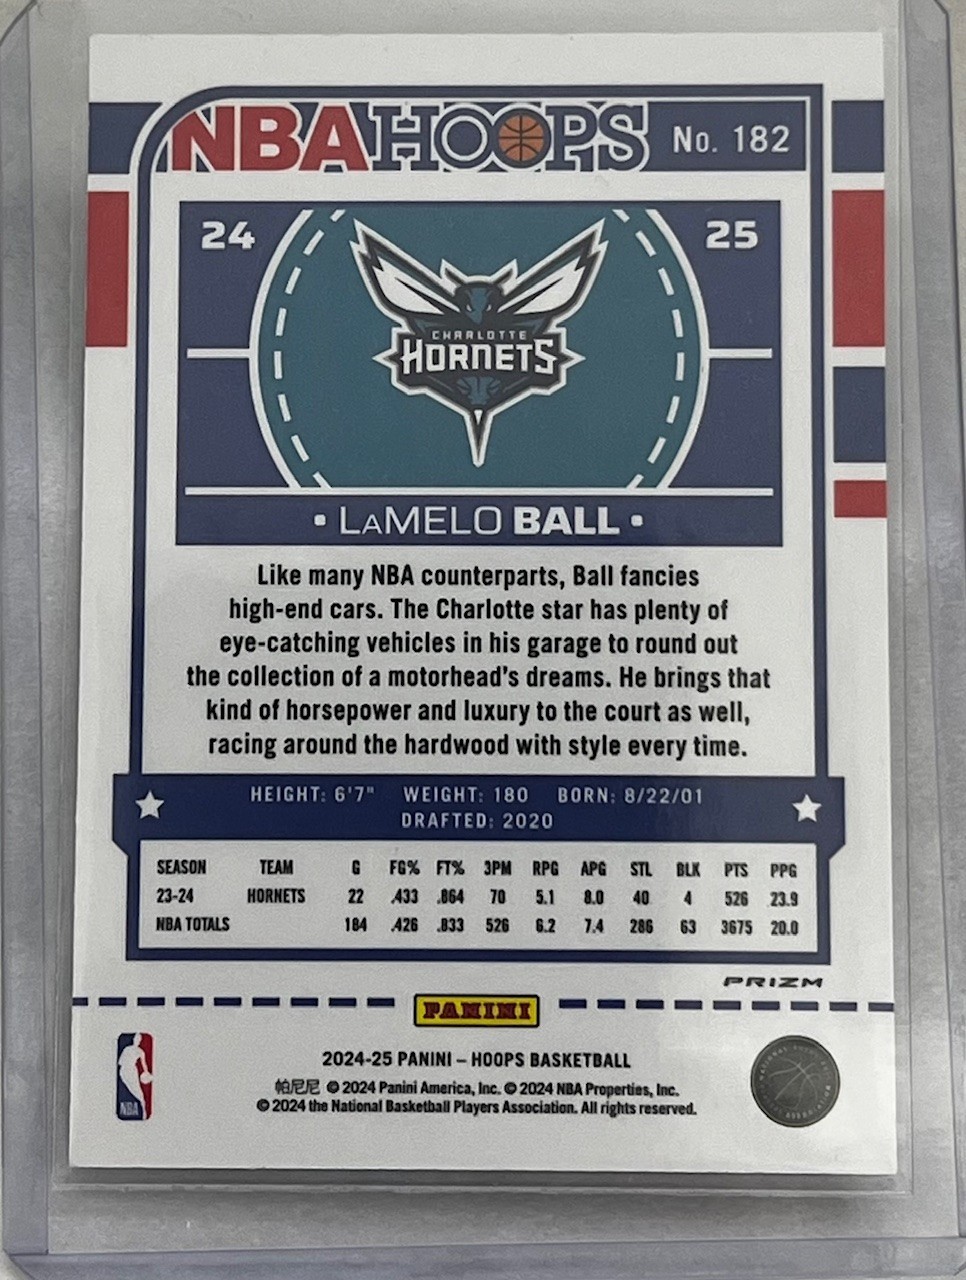 NBA HOOPS No. 182
24 25
CHARLOTTE
HORNETS
• LaMELO BALL •
Like many NBA counterparts, Ball fancies
high-end cars. The Charlotte star has plenty of
eye-catching vehicles in his garage to round out
the collection of a motorhead's dreams. He brings that
kind of horsepower and luxury to the court as well,
racing around the hardwood with style every time.
HEIGHT: 6'7" WEIGHT: 180 BORN: 8/22/01
DRAFTED: 2020
SEASON TEAM G FG% FT% 3PM RPG APG STL BLK PTS PPG
23-24 HORNETS 22 .433 .864 70 5.1 8.0 40 4 526 23.9
NBA TOTALS 184 .426 .833 526 6.2 7.4 286 63 3675 20.0
PRIZM
PANINI
2024-25 PANINI – HOOPS BASKETBALL
帕尼尼 © 2024 Panini America, Inc. © 2024 NBA Properties, Inc.
© 2024 the National Basketball Players Association. All rights reserved.
NBA